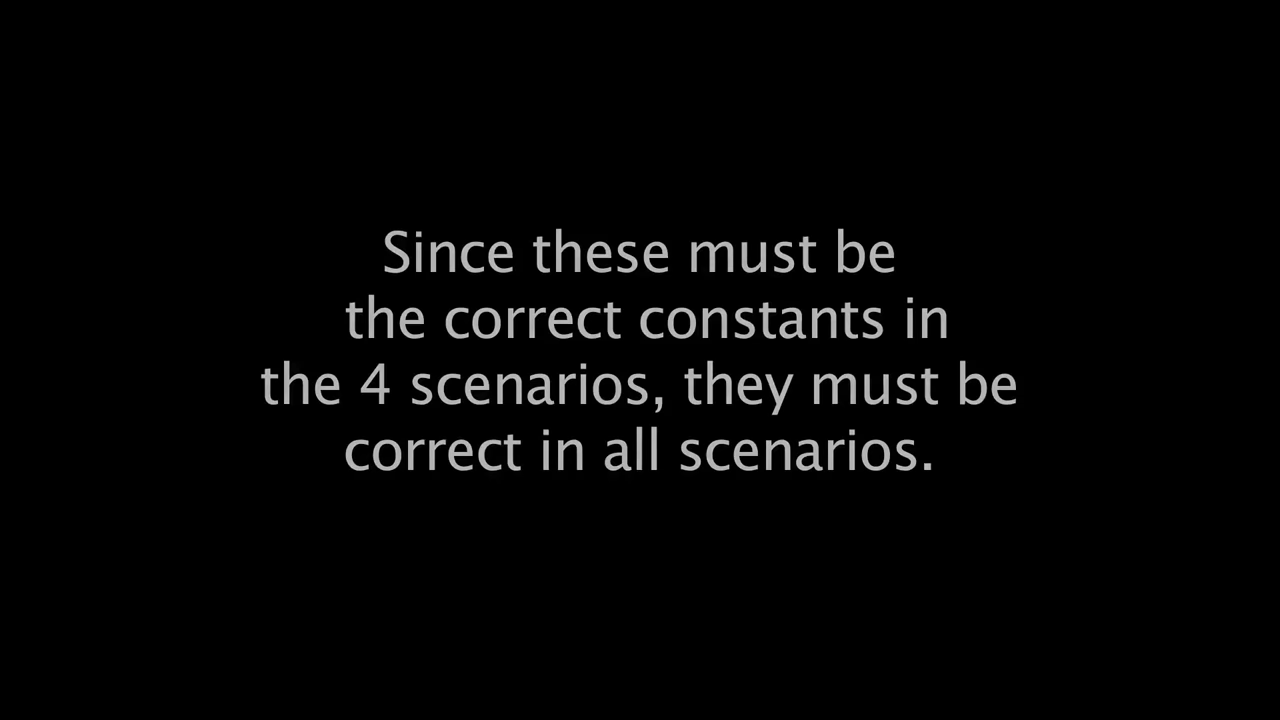 Since these must be
the correct constants in
the 4 scenarios, they must be
correct in all scenarios.